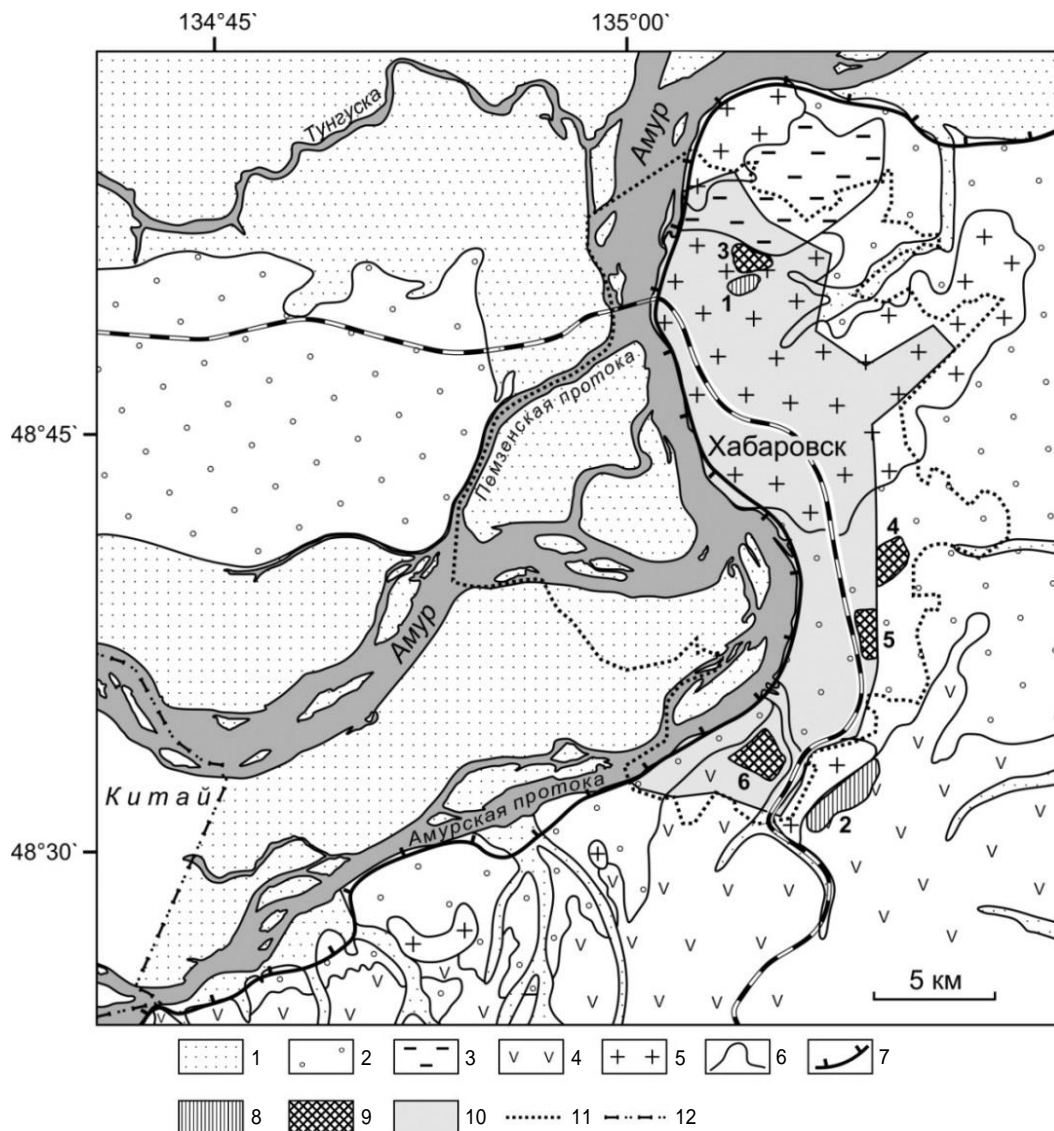 134°45` 135°00`
Тунгуска
Амур
3
1
Пемзенская протока
48°45`
Хабаровск
4
5
Амур
6
Китай
2
Амурская протока
48°30`
5 км
1 2 3 4 5 6 7
8 9 10 11 12